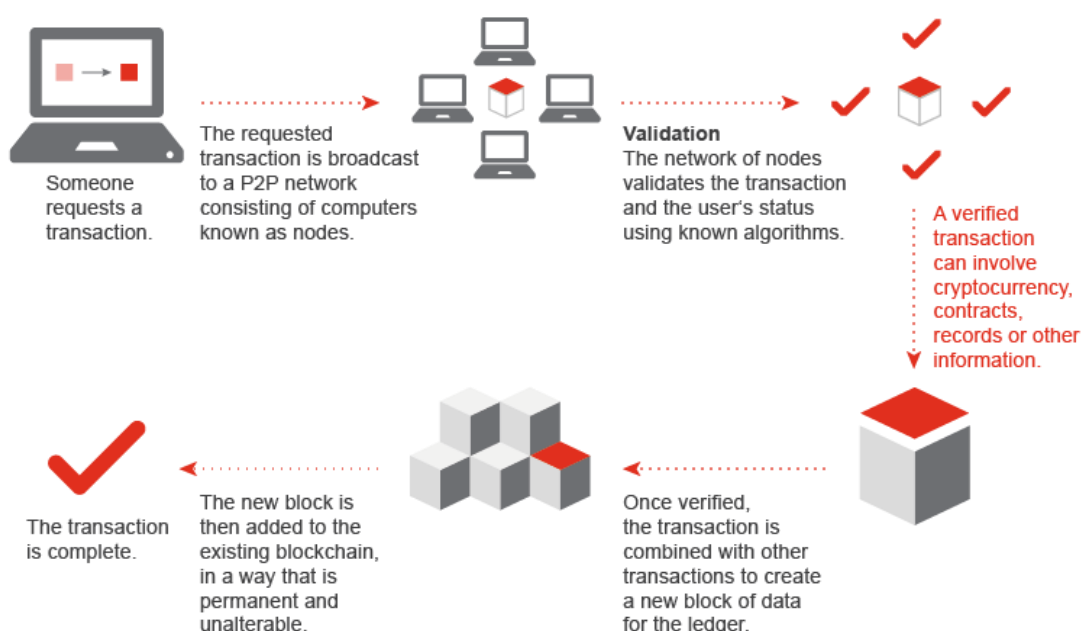 Someone
requests a
transaction.
The requested
transaction is broadcast
to a P2P network
consisting of computers
known as nodes.
Validation
The network of nodes
validates the transaction
and the user‘s status
using known algorithms.
A verified
transaction
can involve
cryptocurrency,
contracts,
records or other
information.
Once verified,
the transaction is
combined with other
transactions to create
a new block of data
for the ledger.
The new block is
then added to the
existing blockchain,
in a way that is
permanent and
unalterable.
The transaction
is complete.